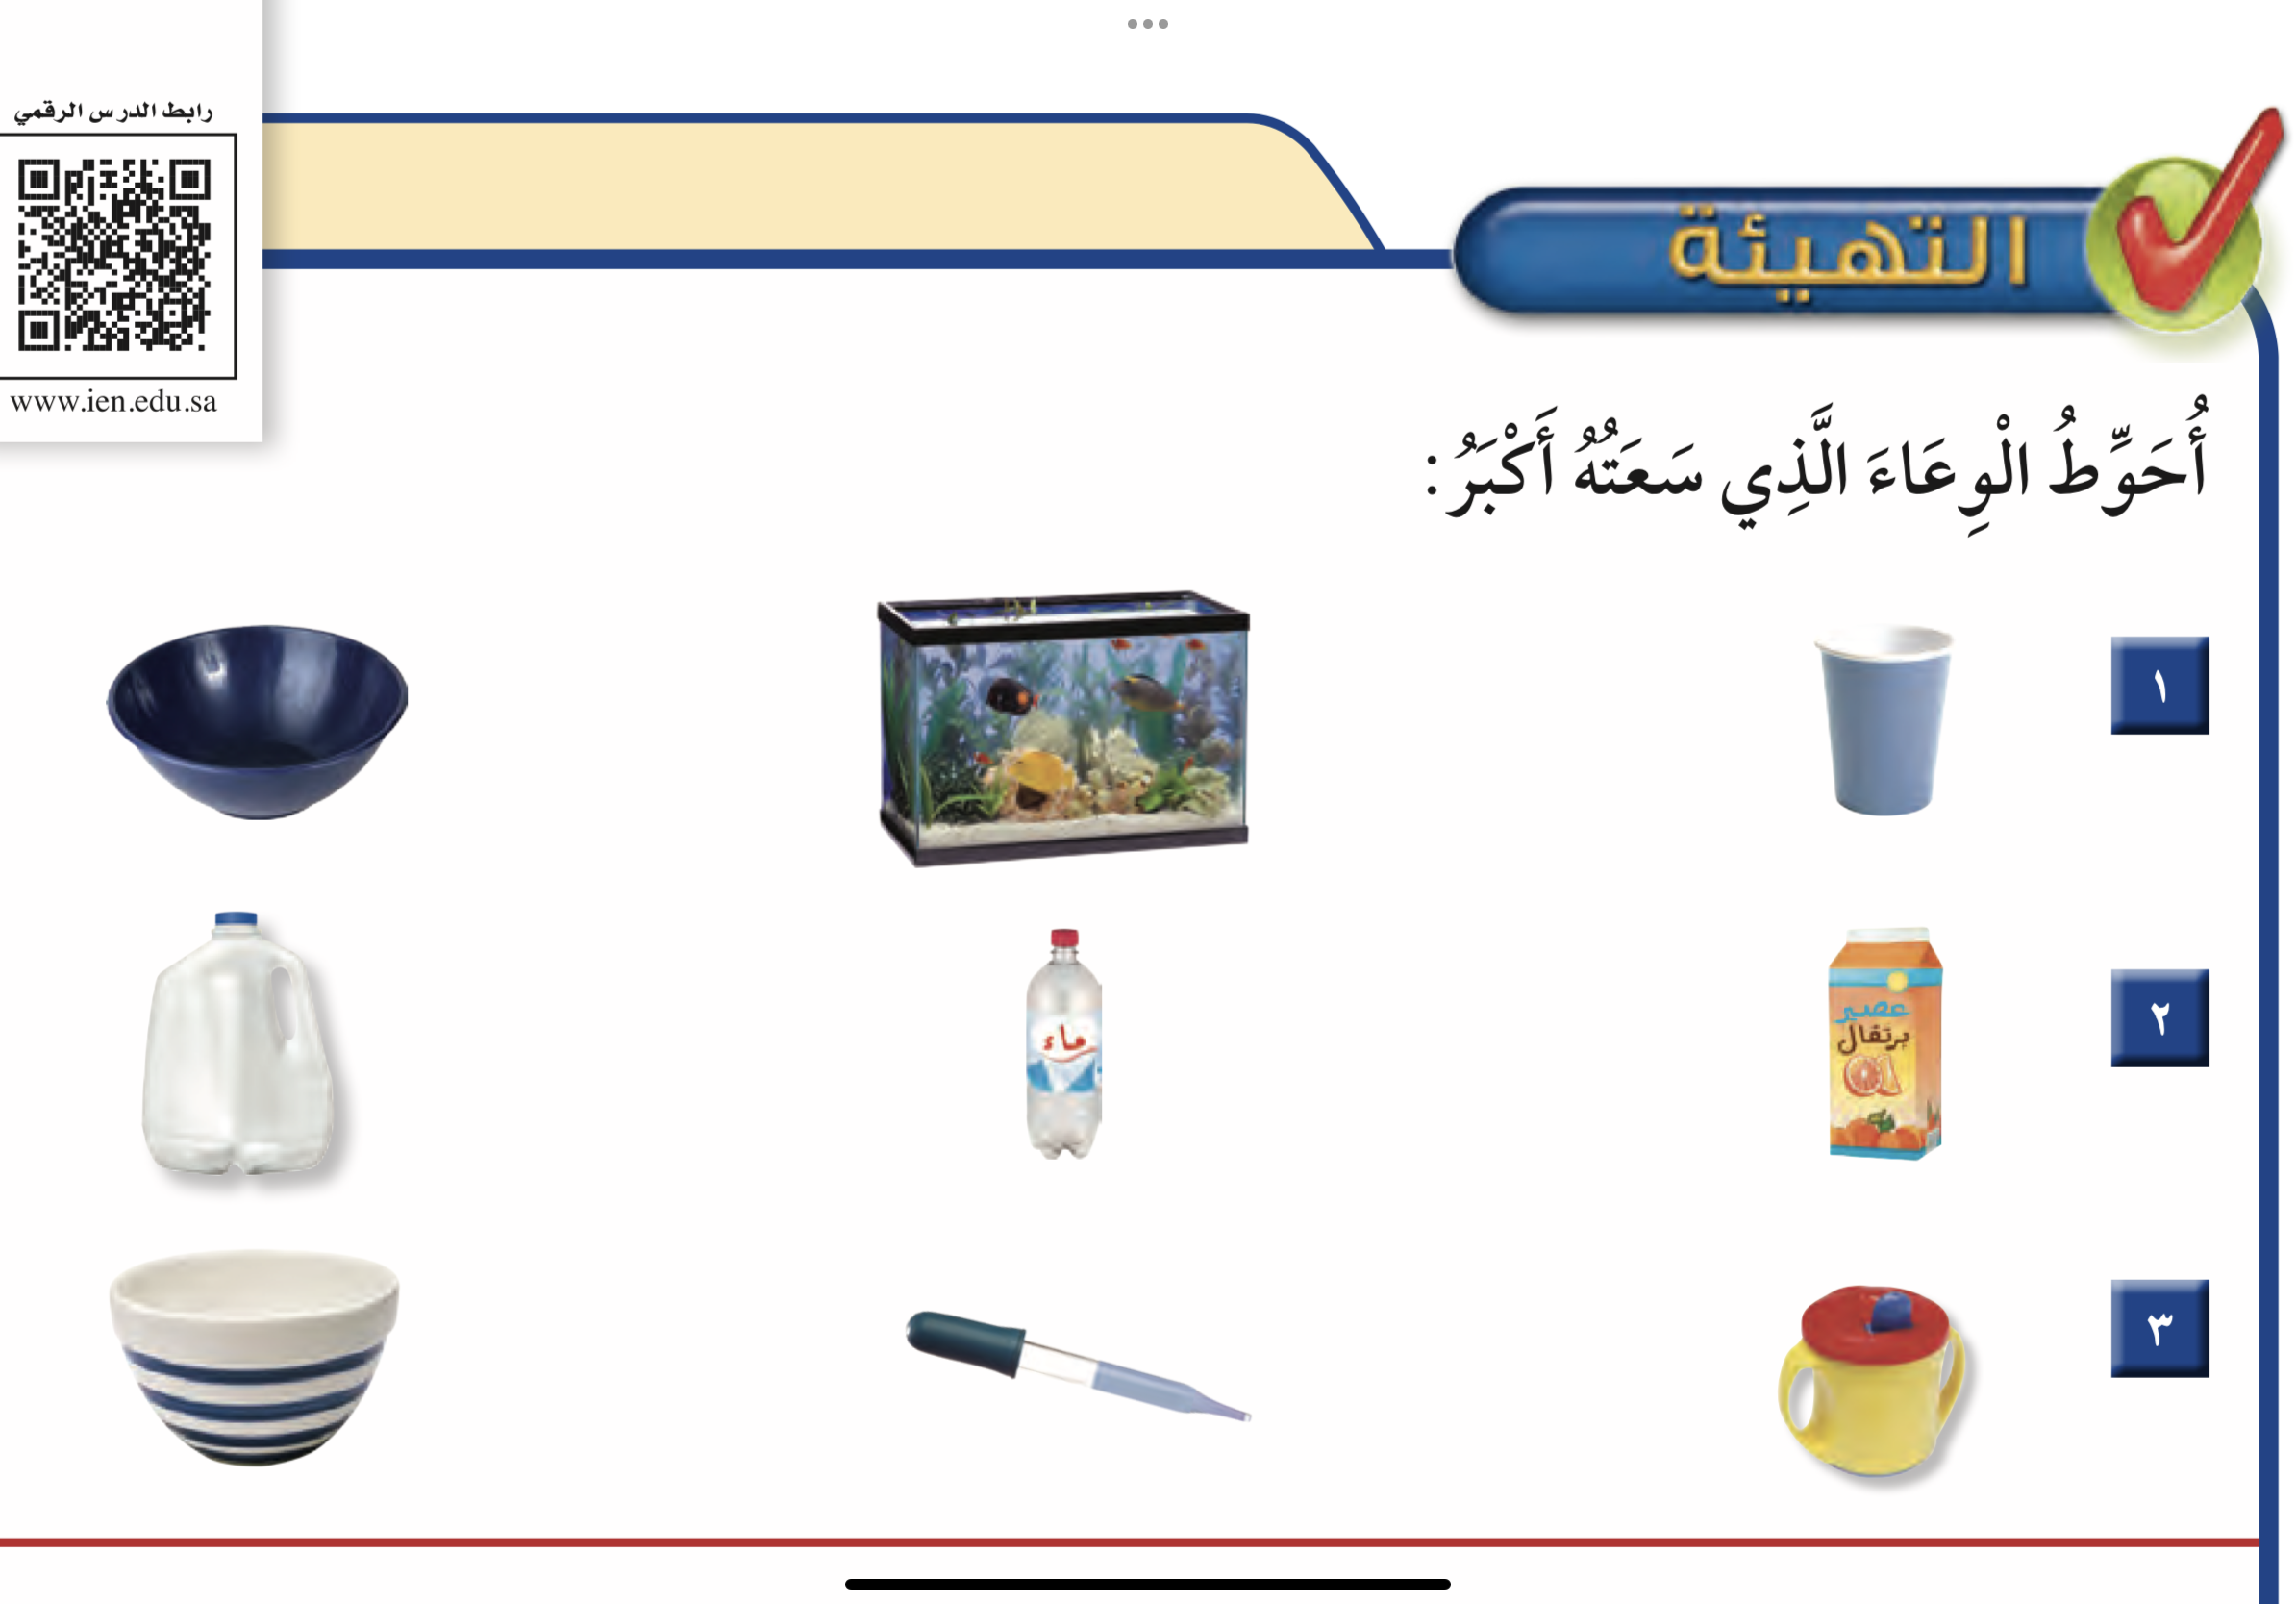 رابط الدرس الرقمي
www.ien.edu.sa
التهيئة
أُحَوِّطُ الْوِعَاءَ الَّذِي سَعَتُهُ أَكْبَرُ:
١
٢
عصير
برتقال
ماء
٣